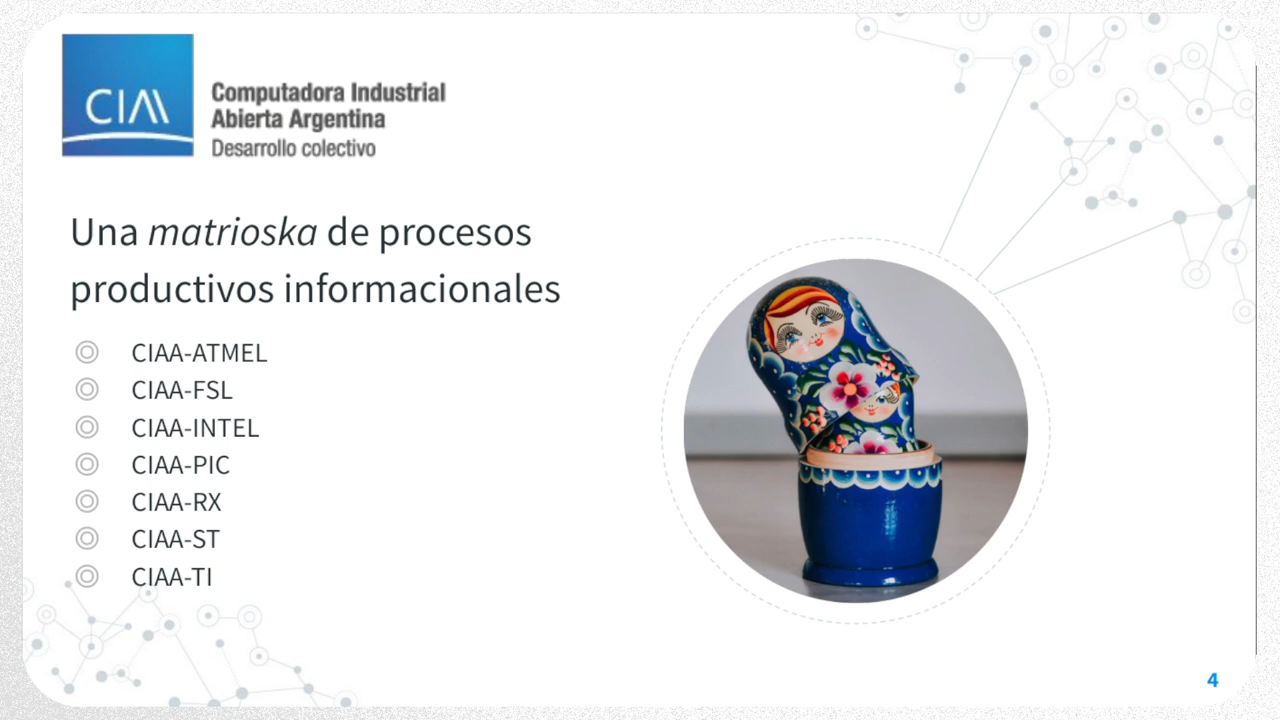 CIAA
Computadora Industrial
Abierta Argentina
Desarrollo colectivo
Una matrioska de procesos
productivos informacionales
CIAA-ATMEL
CIAA-FSL
CIAA-INTEL
CIAA-PIC
CIAA-RX
CIAA-ST
CIAA-TI
4